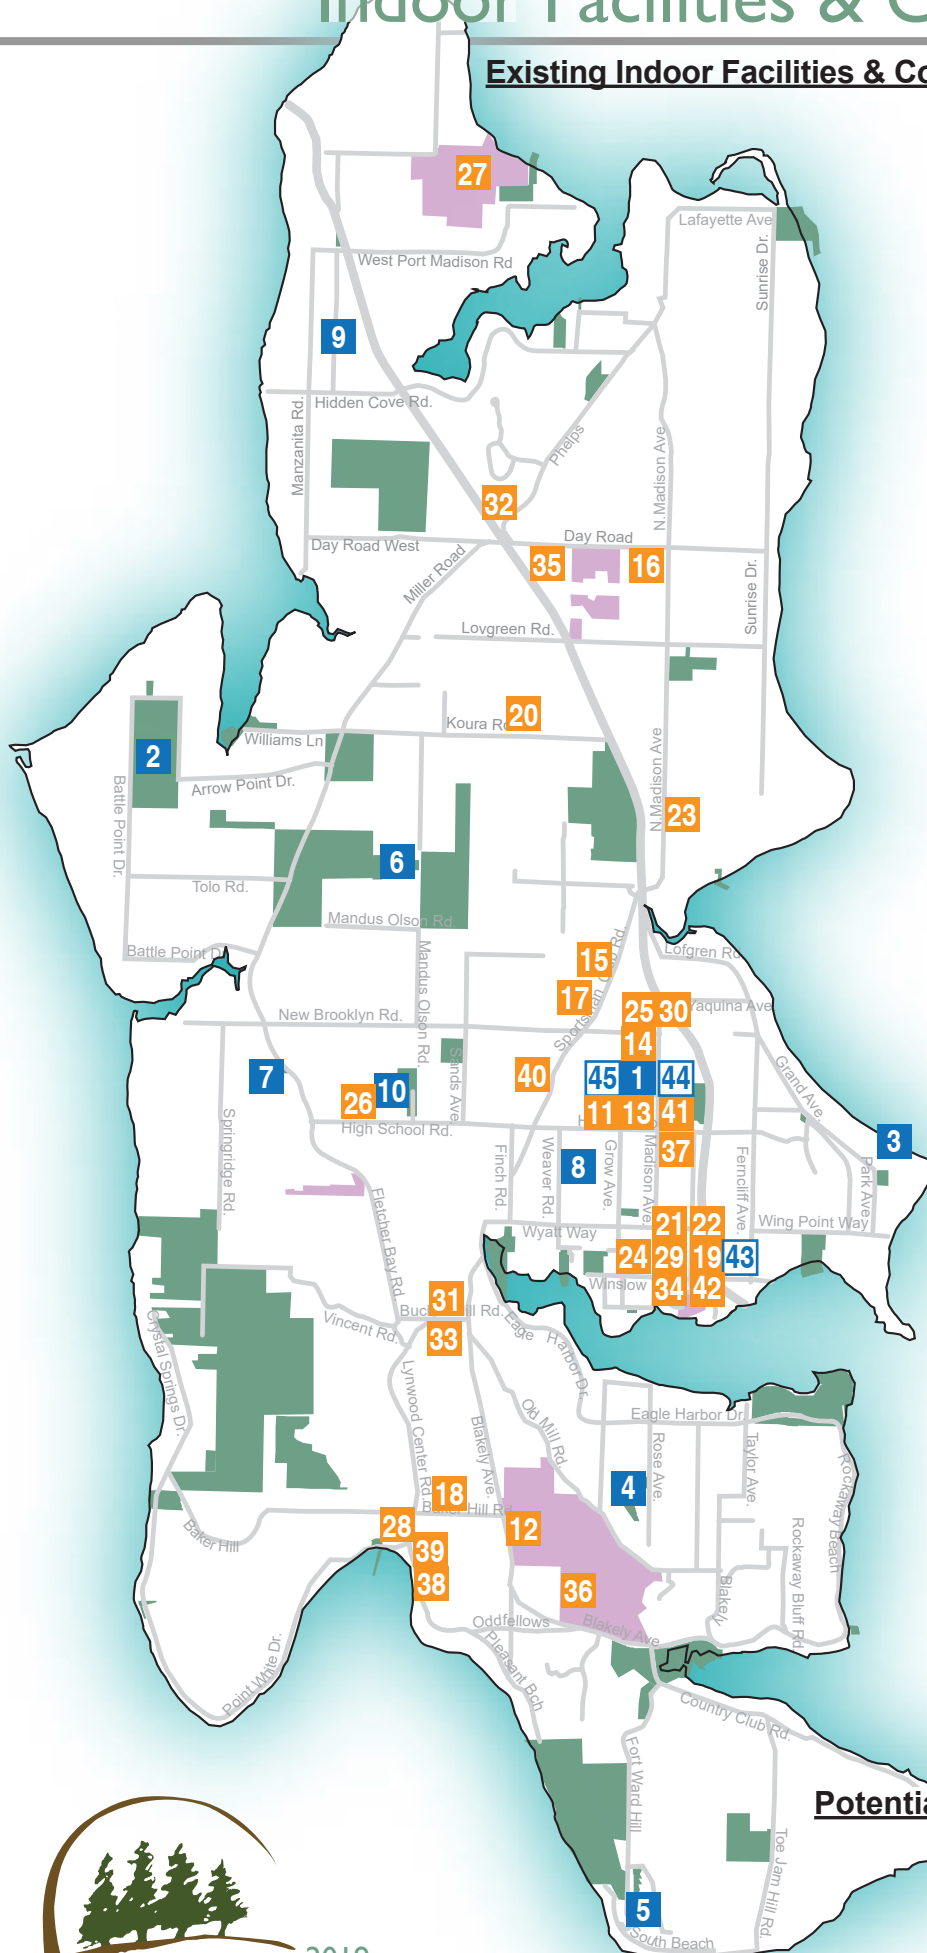 Indoor Facilities & C
Existing Indoor Facilities & Co
27
Lafayette Ave
Sunrise Dr.
West Port Madison Rd
9
Hidden Cove Rd.
Manzanita Rd.
Phelps
N.Madison Ave
32
Day Road
Day Road West
35
16
Miller Road
Sunrise Dr.
Lovgreen Rd.
20
Koura R
Williams Ln
2
Arrow Point Dr.
N.Madison Ave
23
Battle Point Dr.
6
Tolo Rd.
Mandus Olson Rd.
Battle Point D
Lofgren Rd
15
17
Mandus Olson Rd.
25 30
Yaquina Ave
New Brooklyn Rd.
14
Sands Ave
40
45 1 44
7
10
26
11 13 41
Grand Ave.
High School Rd.
37
3
Springridge Rd.
Finch Rd.
Weaver Rd.
8
Grow Ave.
Madison Ave.
Ferncliff Ave.
Park Ave
21 22
Wing Point Way
Wyatt Way
24 29 19 43
Fletcher Bay Rd.
Winslow
34 42
31
Vincent Rd.
33
Eage Harbor Dr.
Crystal Springs Dr.
Lynwood Center Rd.
Blakely Ave.
Old Mill Rd.
Eagle Harbor Dr.
Rose Ave.
Taylor Ave.
Rockaway Beach
4
18
28
12
Baker Hill
39
38
36
Rockaway Bluff Rd
Blakely
Oddfellows
Blakely Ave
Pleasant Bch
Point White Dr.
Country Club Rd.
Fort Ward Hill
Potentia
Toe Jam Hill Rd.
5
South Beach
2019